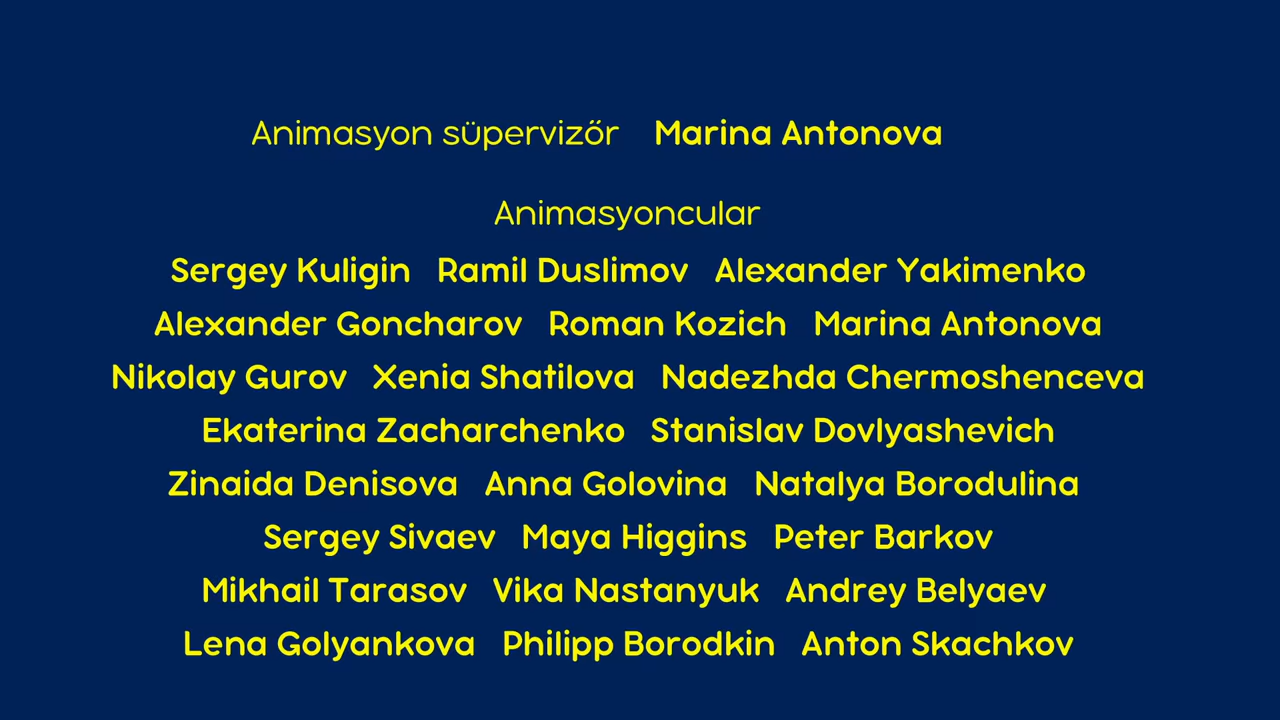 Animasyon süpervizőr Marina Antonova
Animasyoncular
Sergey Kuligin Ramil Duslimov Alexander Yakimenko
Alexander Goncharov Roman Kozich Marina Antonova
Nikolay Gurov Xenia Shatilova Nadezhda Chermoshenceva
Ekaterina Zacharchenko Stanislav Dovlyashevich
Zinaida Denisova Anna Golovina Natalya Borodulina
Sergey Sivaev Maya Higgins Peter Barkov
Mikhail Tarasov Vika Nastanyuk Andrey Belyaev
Lena Golyankova Philipp Borodkin Anton Skachkov